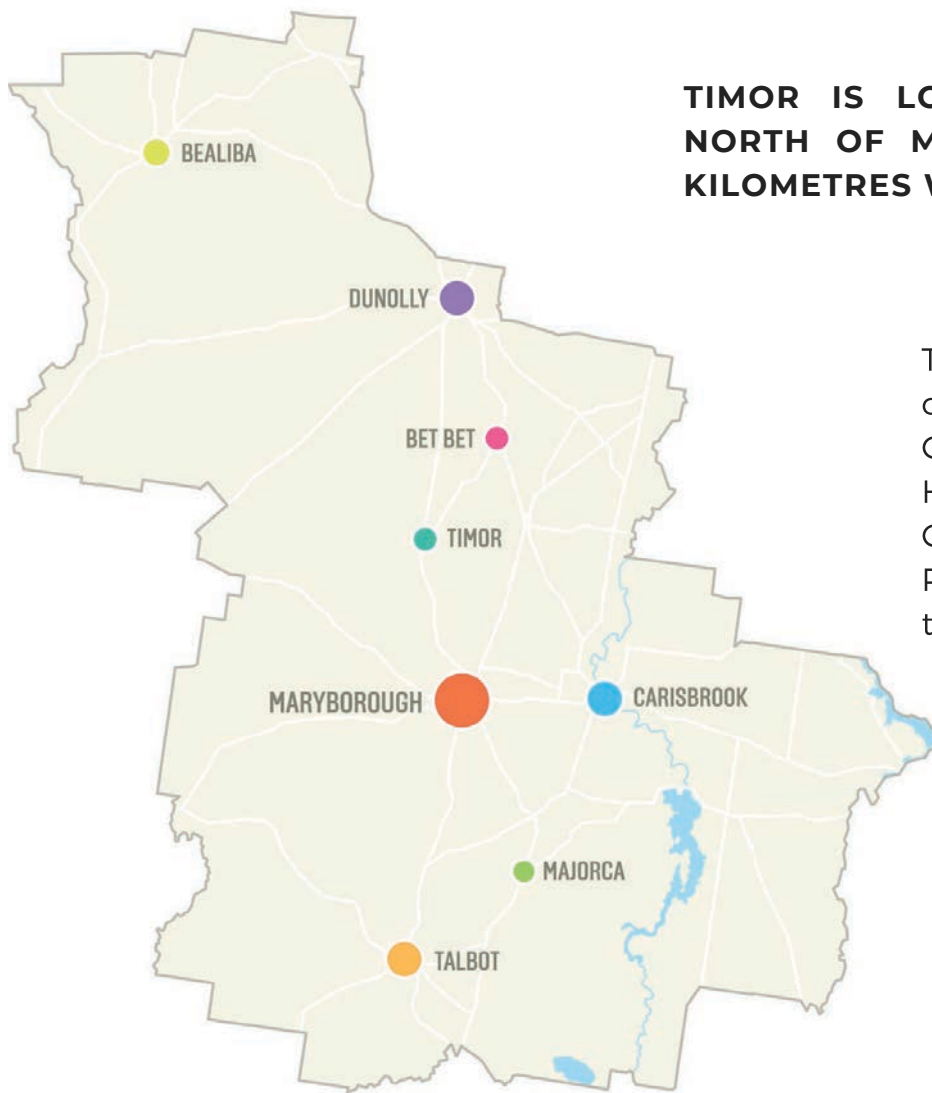 TIMOR IS LO
NORTH OF M
KILOMETRES
BEALIBA
DUNOLLY
BET BET
TIMOR
MARYBOROUGH
CARISBROOK
MAJORCA
TALBOT